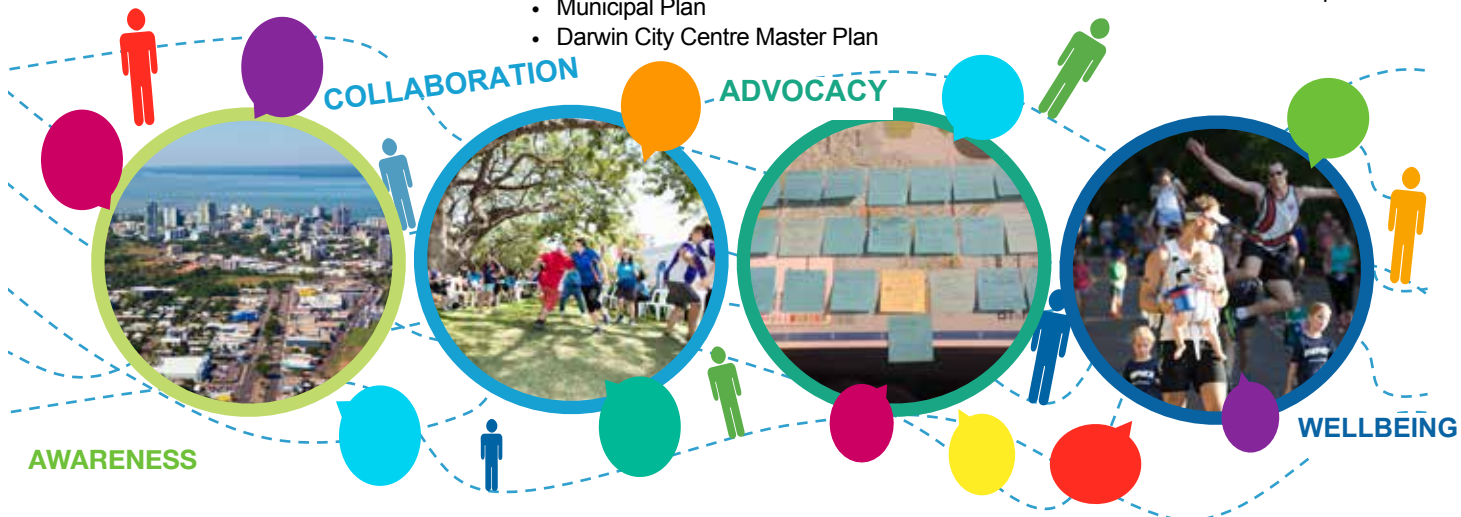 Municipal Plan
• Darwin City Centre Master Plan
COLLABORATION
ADVOCACY
AWARENESS
WELLBEING